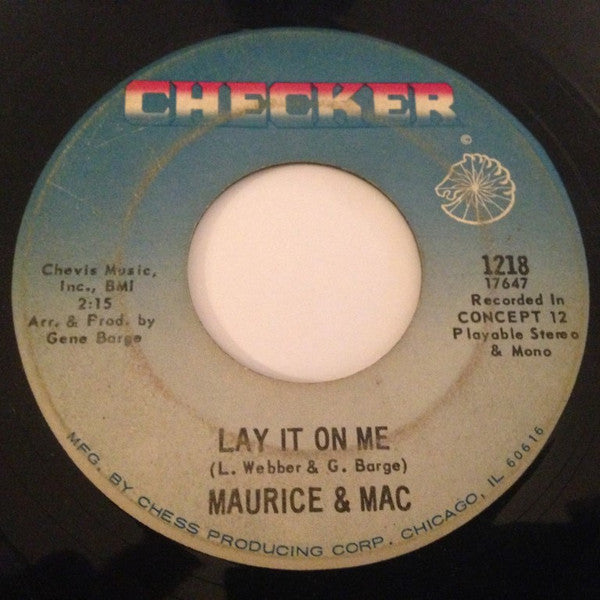 CHECKER
©
Chevis Music,
Inc., BMI
2:15
Arr. & Prod. by
Gene Barge
1218
17647
Recorded In
CONCEPT 12
Playable Stereo
& Mono
LAY IT ON ME
(L. Webber & G. Barge)
MAURICE & MAC
MFG. BY CHESS PRODUCING CORP. CHICAGO, IL 60616